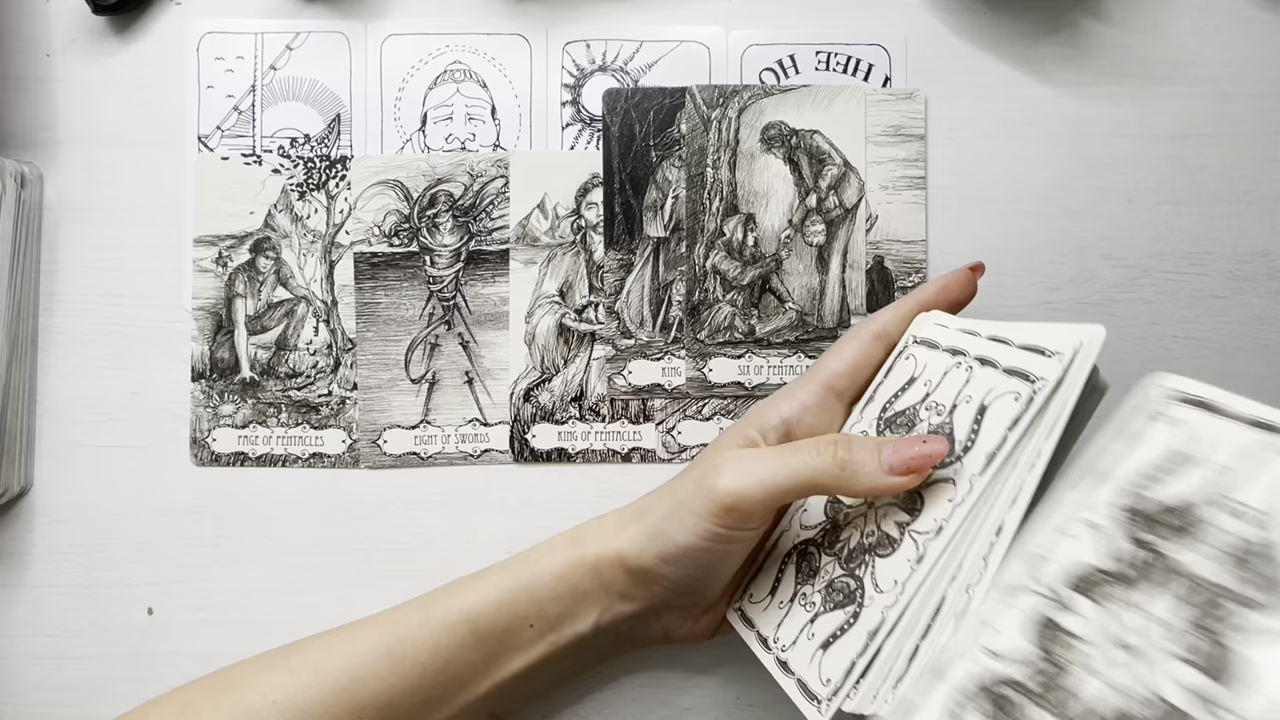 PAGE OF PENTACLES
EIGHT OF SWORDS
KING OF PENTACLES
KING
SIX OF PENTACLE